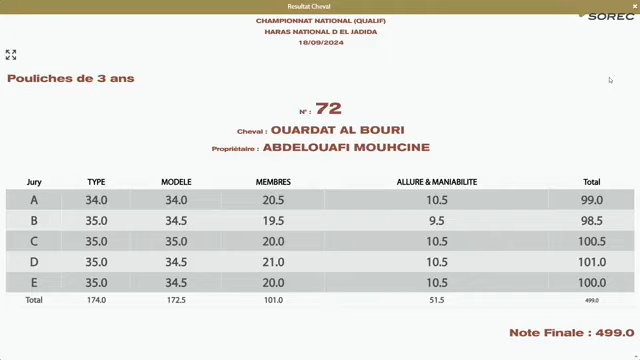 Resultat Cheval
SOREC
CHAMPIONNAT NATIONAL (QUALIF)
HARAS NATIONAL D EL JADIDA
18/09/2024
Pouliches de 3 ans
N° : 72
Cheval : OUARDAT AL BOURI
Propriétaire : ABDELOUAFI MOUHCINE
Jury TYPE MODELE MEMBRES ALLURE & MANIABILITE Total
A 34.0 34.0 20.5 10.5 99.0
B 35.0 34.5 19.5 9.5 98.5
C 35.0 35.0 20.0 10.5 100.5
D 35.0 34.5 21.0 10.5 101.0
E 35.0 34.5 20.0 10.5 100.0
Total 174.0 172.5 101.0 51.5 499.0
Note Finale : 499.0